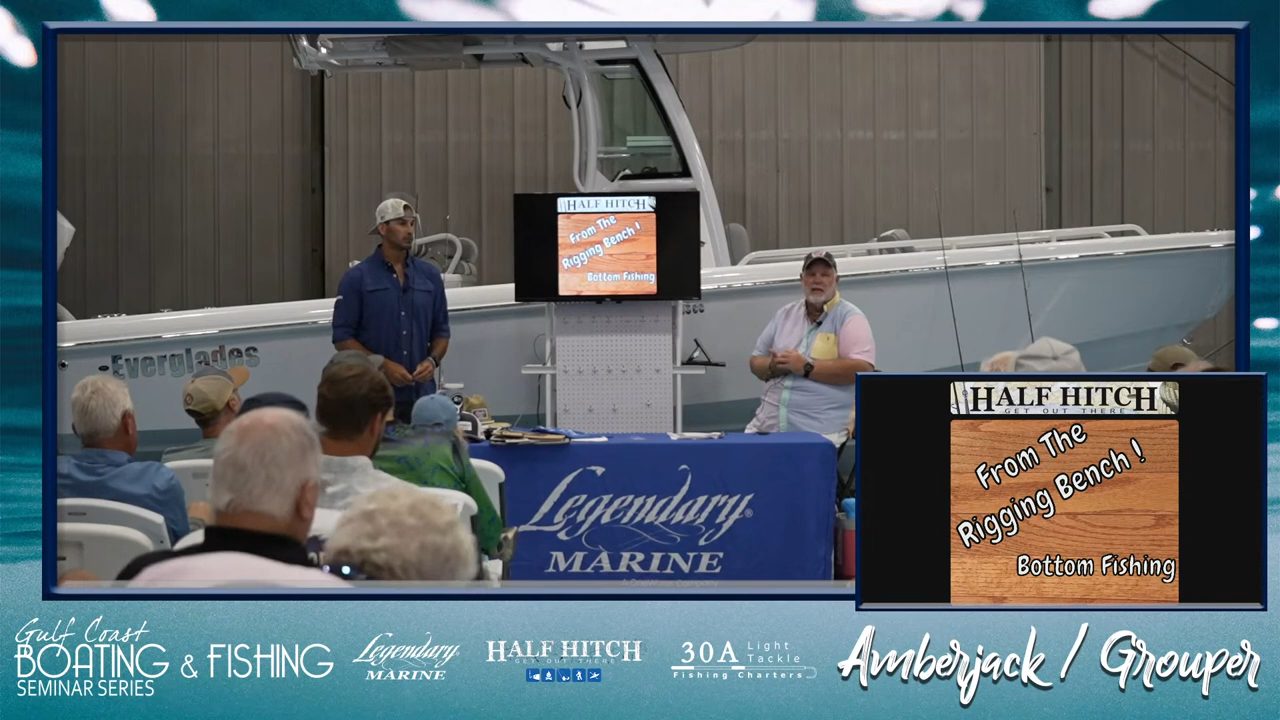 HALF HITCH
From The
Rigging Bench !
Bottom Fishing
Everglades
Legendary®
MARINE
HALF HITCH
GET OUT THERE
From The
Rigging Bench !
Bottom Fishing
Gulf Coast
BOATING & FISHING
SEMINAR SERIES
Legendary
MARINE
HALF HITCH
GET OUT THERE
30A Light
Tackle
Fishing Charters
Amberjack / Grouper